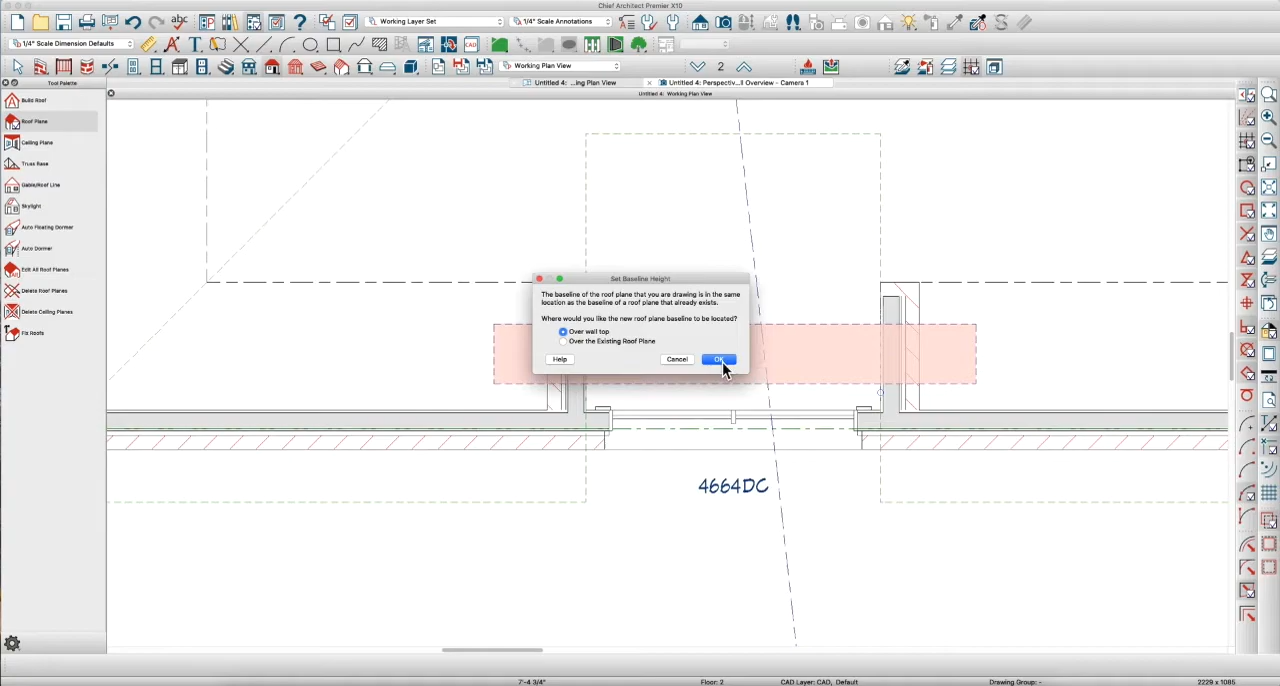 Chief Architect Premier X10
Working Layer Set
1/4" Scale Annotations
1/4" Scale Dimension Defaults
CAD
Working Plan View
2
Tool Palette
Untitled 4: ...ing Plan View
Untitled 4: Perspectiv...ll Overview - Camera 1
Untitled 4: Working Plan View
Build Roof
Roof Plane
Ceiling Plane
Truss Base
Gable/Roof Line
Skylight
Auto Floating Dormer
Auto Dormer
Edit All Roof Planes
Delete Roof Planes
Delete Ceiling Planes
Fix Roofs
Set Baseline Height
The baseline of the roof plane that you are drawing is in the same
location as the baseline of a roof plane that already exists.
Where would you like the new roof plane baseline to be located?
Over wall top
Over the Existing Roof Plane
Help
Cancel
OK
4664DC
7'-4 3/4"
Floor: 2
CAD Layer: CAD, Default
Drawing Group: -
2229 x 1085